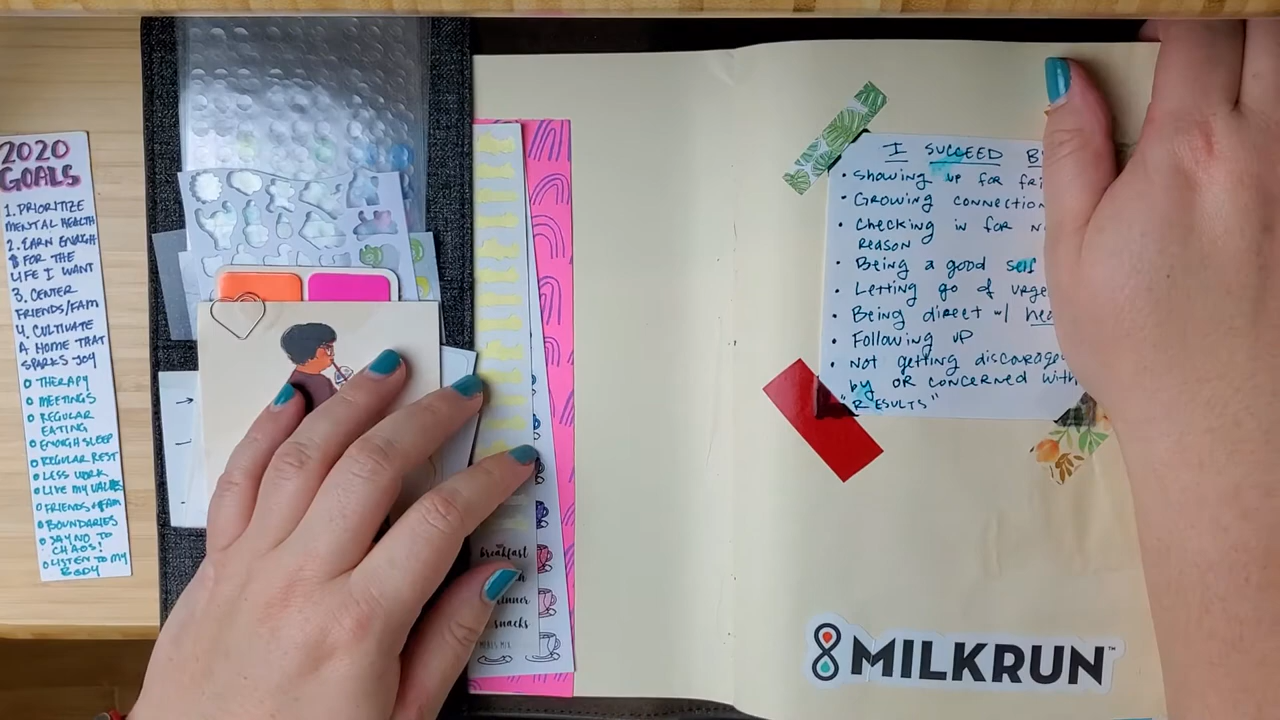 2020
GOALS
1. PRIORITIZE
MENTAL HEALTH
2. EARN ENOUGH
$ FOR THE
LIFE I WANT
3. CENTER
FRIENDS/FAM
4. CULTIVATE
A HOME THAT
SPARKS JOY
THERAPY
MEETINGS
REGULAR
EATING
ENOUGH SLEEP
REGULAR REST
LESS WORK
LIVE MY VALUES
FRIENDS + FAM
BOUNDARIES
SAY NO TO
CHAOS!
LISTEN TO MY
BODY
breakfast
snacks
I SUCCEED
• Showing up for
• Growing connection
• Checking in for
Reason
• Being a good self
• Letting go of
• Being direct w/
• Following up
• Not getting
by OR concerned with
"RESULTS"
MILKRUN™